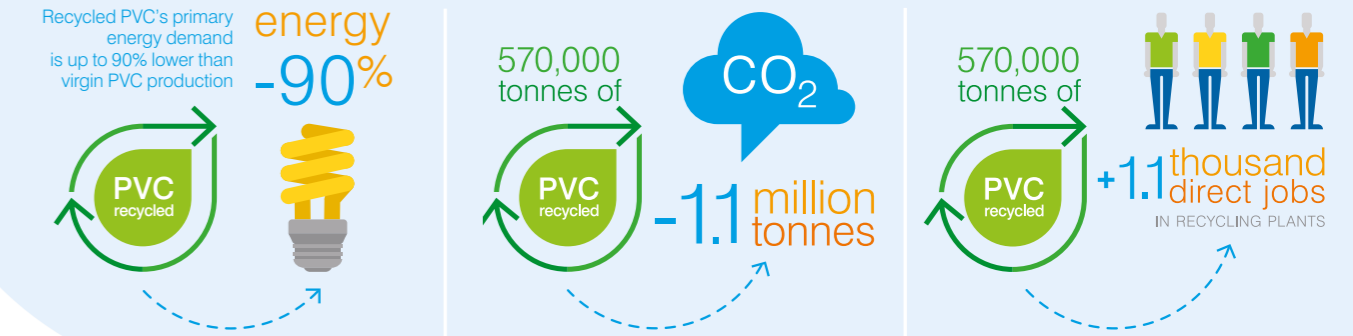 Recycled PVC's primary
energy demand
is up to 90% lower than
virgin PVC production
energy
-90%
PVC
recycled
570,000
tonnes of
PVC
recycled
CO₂
-1.1 million
tonnes
570,000
tonnes of
PVC
recycled
+1.1 thousand
direct jobs
IN RECYCLING PLANTS